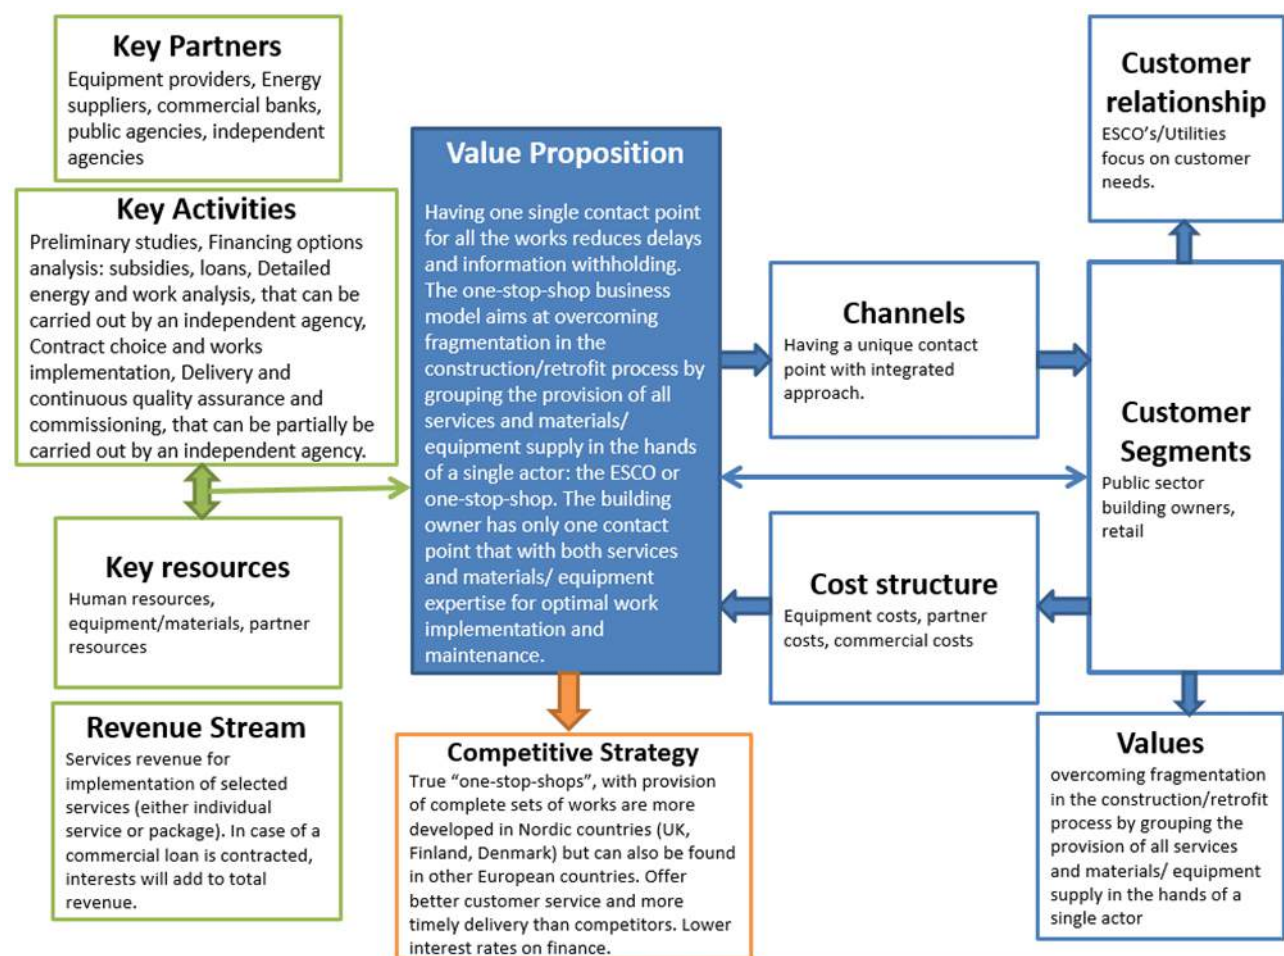 Key Partners
Equipment providers, Energy
suppliers, commercial banks,
public agencies, independent
agencies
Key Activities
Preliminary studies, Financing options
analysis: subsidies, loans, Detailed
energy and work analysis, that can be
carried out by an independent agency,
Contract choice and works
implementation, Delivery and
continuous quality assurance and
commissioning, that can be partially be
carried out by an independent agency.
Key resources
Human resources,
equipment/materials, partner
resources
Revenue Stream
Services revenue for
implementation of selected
services (either individual
service or package). In case of a
commercial loan is contracted,
interests will add to total
revenue.
Value Proposition
Having one single contact point
for all the works reduces delays
and information withholding.
The one-stop-shop business
model aims at overcoming
fragmentation in the
construction/retrofit process by
grouping the provision of all
services and materials/
equipment supply in the hands
of a single actor: the ESCO or
one-stop-shop. The building
owner has only one contact
point that with both services
and materials/ equipment
expertise for optimal work
implementation and
maintenance.
Competitive Strategy
True “one-stop-shops”, with provision
of complete sets of works are more
developed in Nordic countries (UK,
Finland, Denmark) but can also be found
in other European countries. Offer
better customer service and more
timely delivery than competitors. Lower
interest rates on finance.
Channels
Having a unique contact
point with integrated
approach.
Cost structure
Equipment costs, partner
costs, commercial costs
Customer
relationship
ESCO’s/Utilities
focus on customer
needs.
Customer
Segments
Public sector
building owners,
retail
Values
overcoming fragmentation
in the construction/retrofit
process by grouping the
provision of all services
and materials/ equipment
supply in the hands of a
single actor